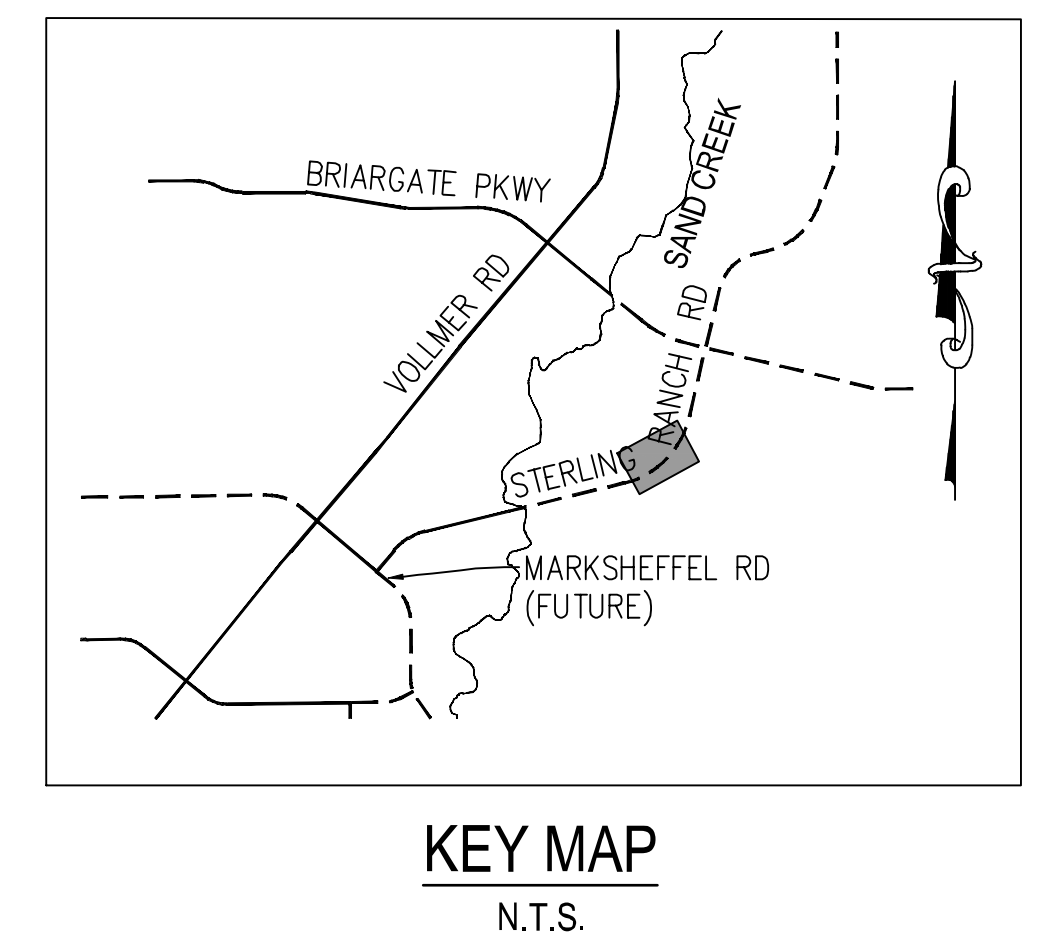 BRIARGATE PKWY
SAND CREEK
VOLLMER RD
STERLING RANCH RD
MARKSHEFFEL RD
(FUTURE)
KEY MAP
N.T.S.